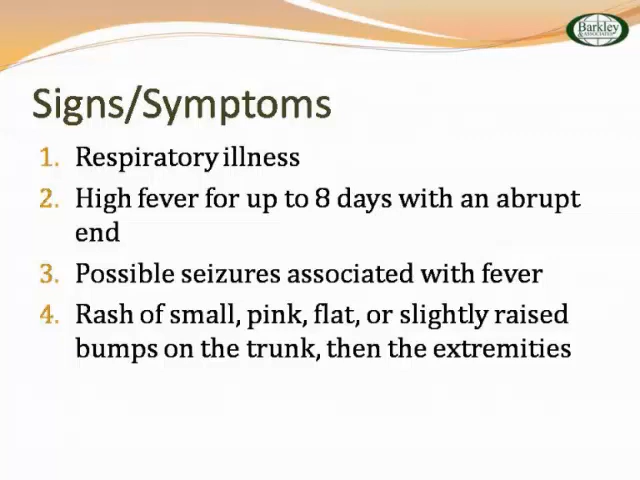 Barkley
& ASSOCIATES
Signs/Symptoms
1. Respiratory illness
2. High fever for up to 8 days with an abrupt
end
3. Possible seizures associated with fever
4. Rash of small, pink, flat, or slightly raised
bumps on the trunk, then the extremities